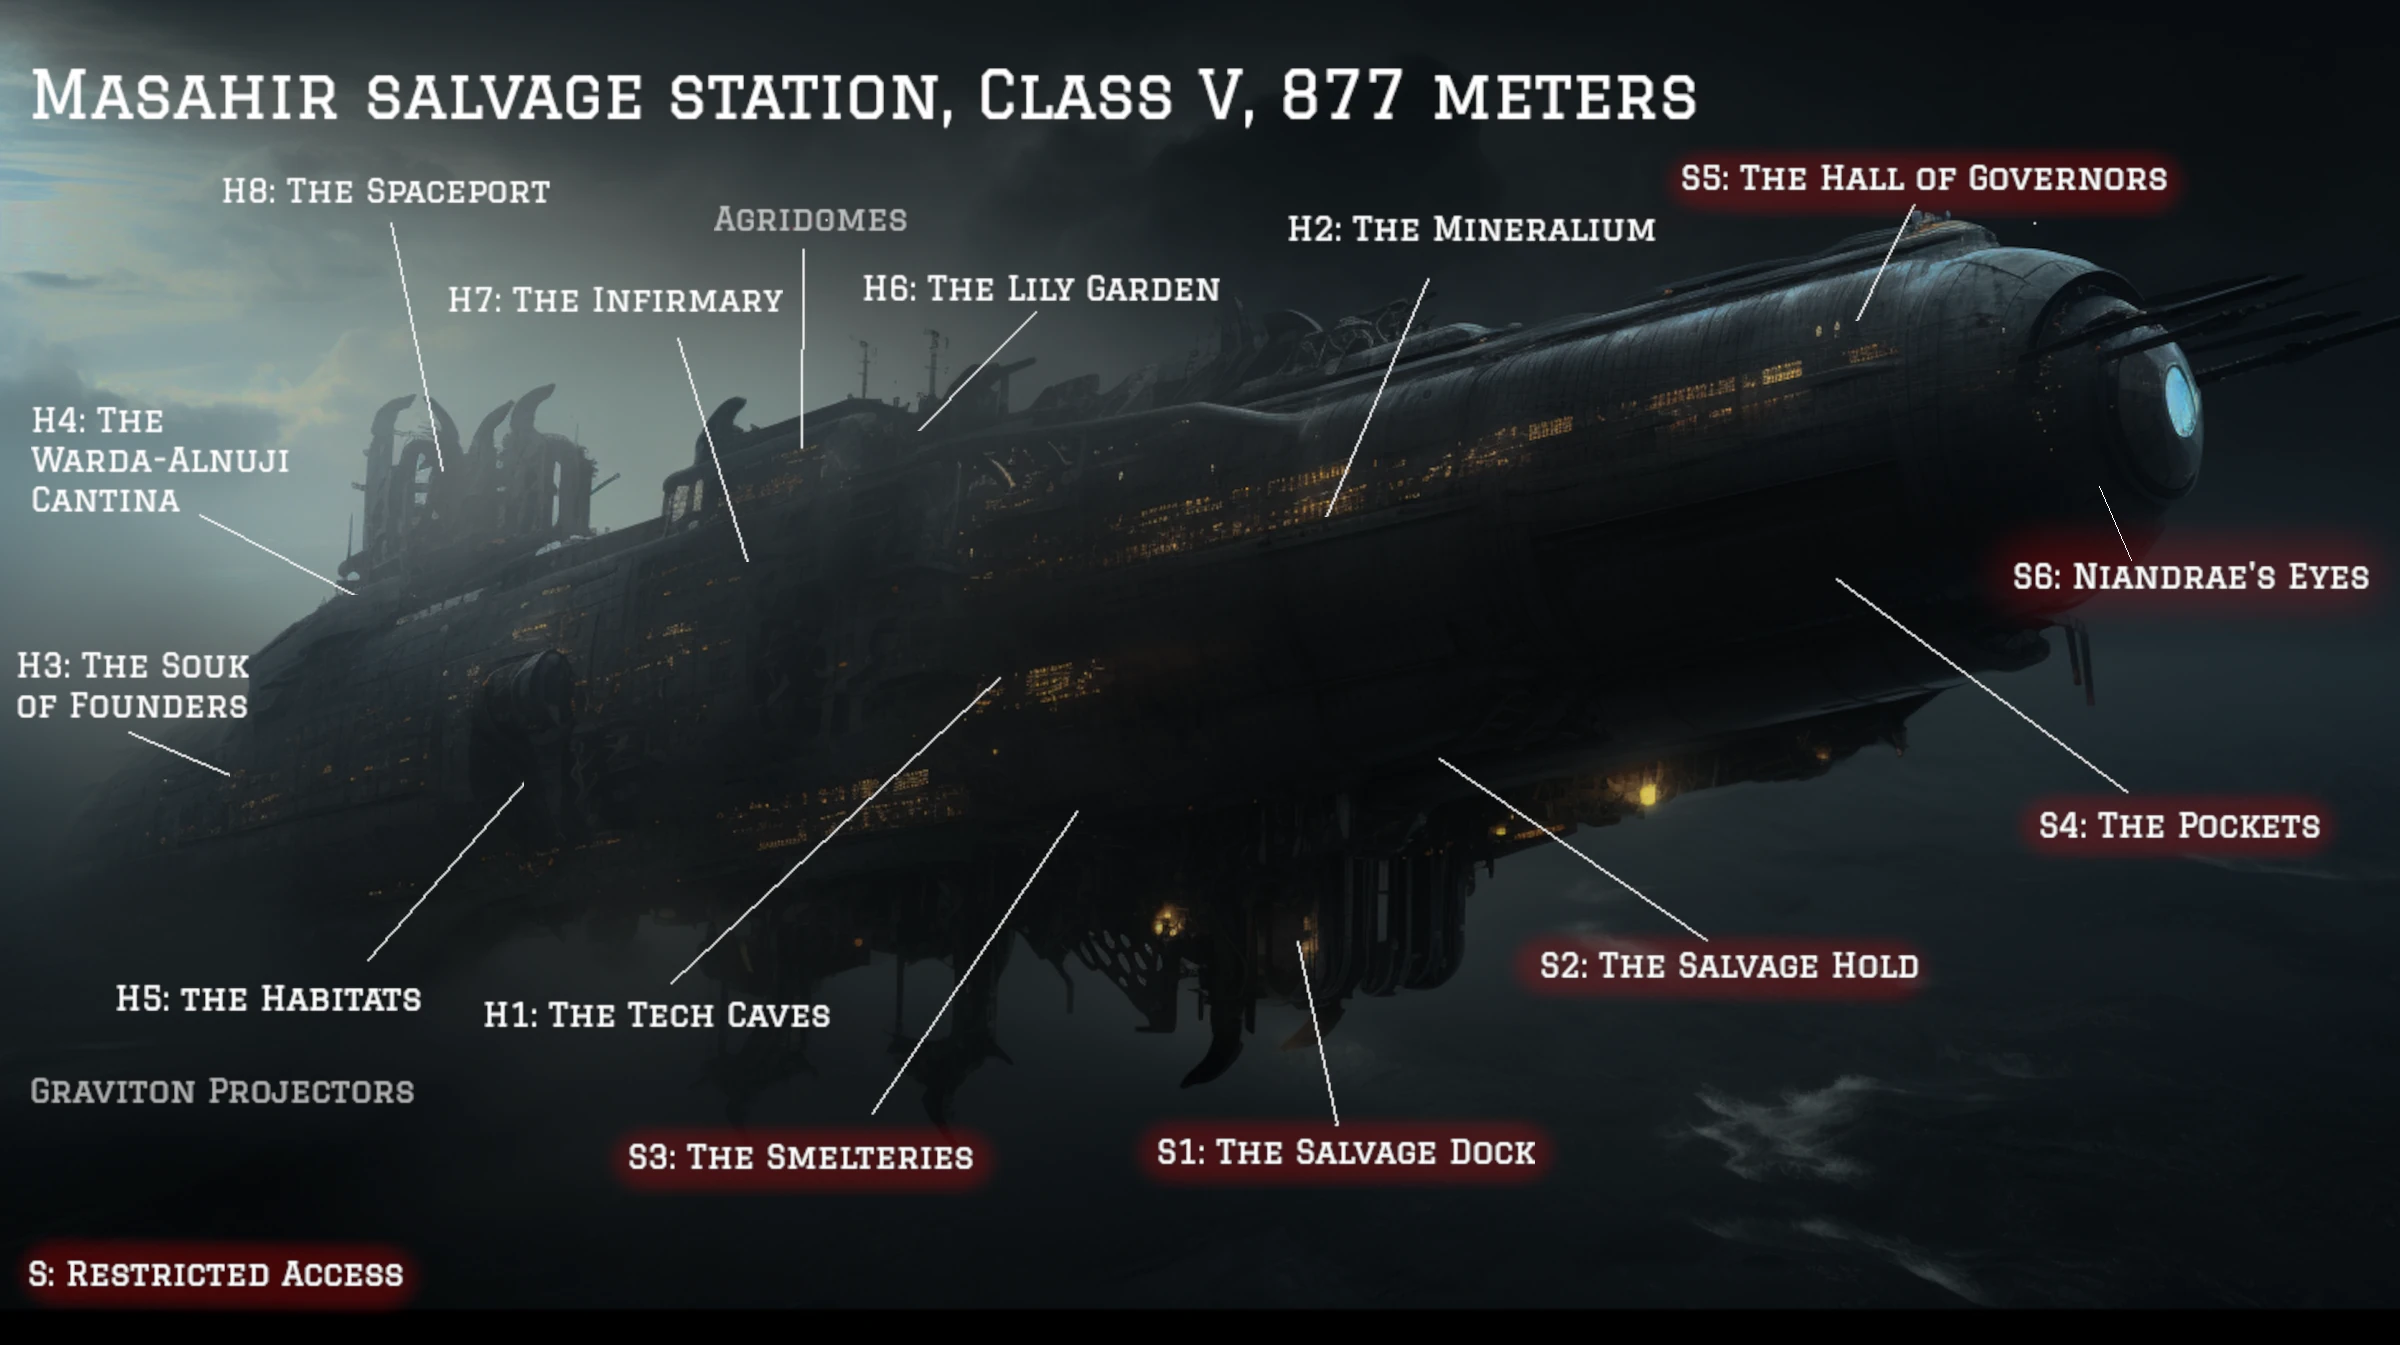 Masahir salvage station, Class V, 877 meters
H8: The Spaceport
Agridomes
S5: The Hall of Governors
H2: The Mineralium
H7: The Infirmary
H6: The Lily Garden
H4: The
Warda-Alnuji
Cantina
S6: Niandrae's Eyes
H3: The Souk
of Founders
S4: The Pockets
S2: The Salvage Hold
H5: the Habitats
H1: The Tech Caves
Graviton Projectors
S3: The Smelteries
S1: The Salvage Dock
S: Restricted Access